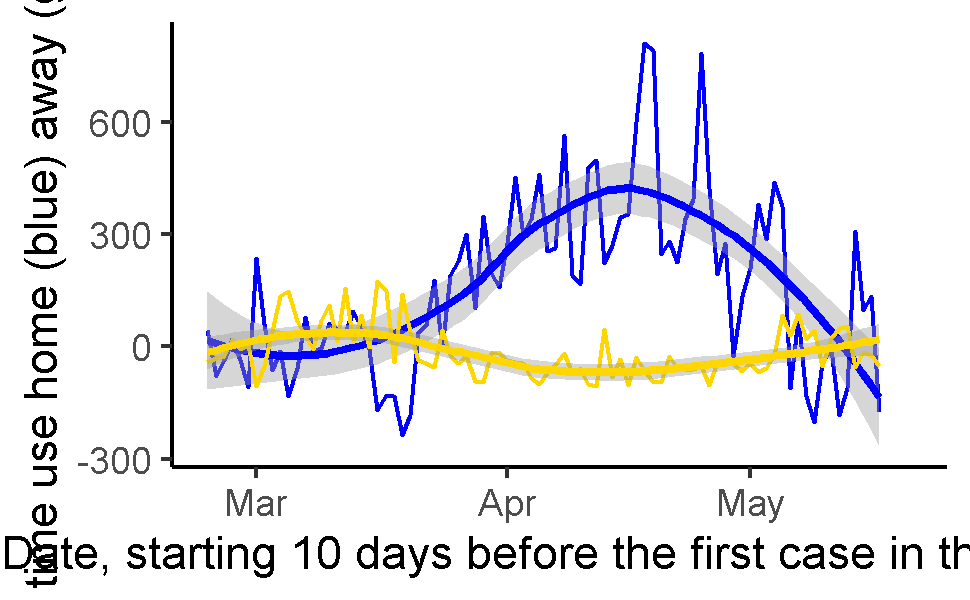 time use home (blue) away (
600
300
0
-300
Mar Apr May
Date, starting 10 days before the first case in th